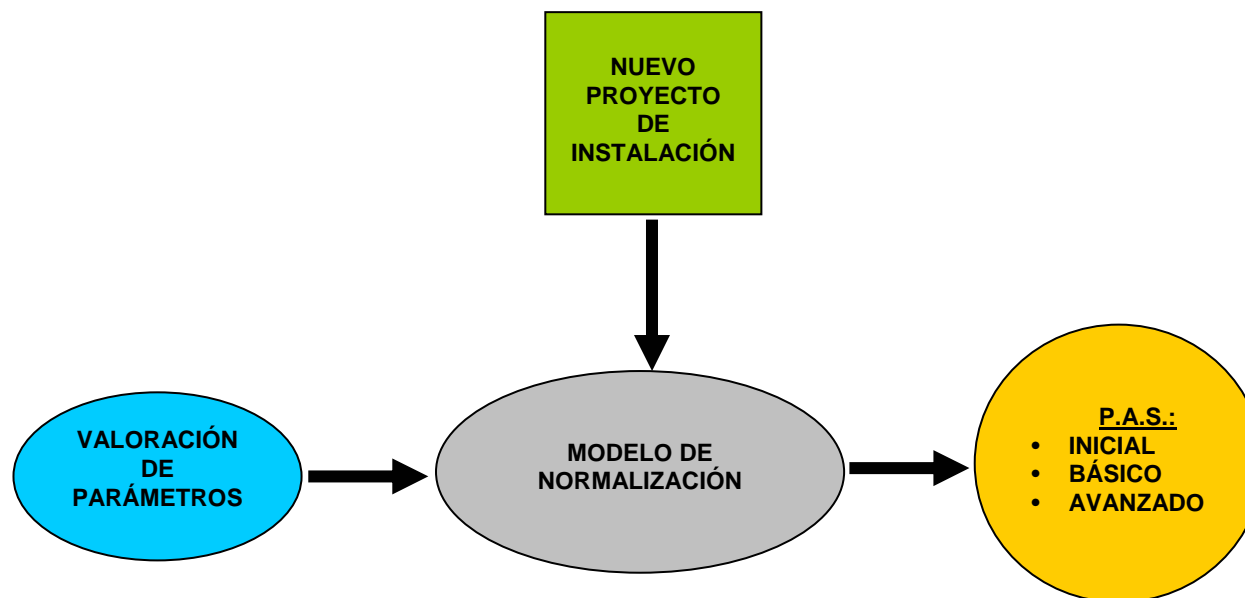 NUEVO
PROYECTO
DE
INSTALACIÓN
VALORACIÓN
DE
PARÁMETROS
MODELO DE
NORMALIZACIÓN
P.A.S.:
• INICIAL
• BÁSICO
• AVANZADO